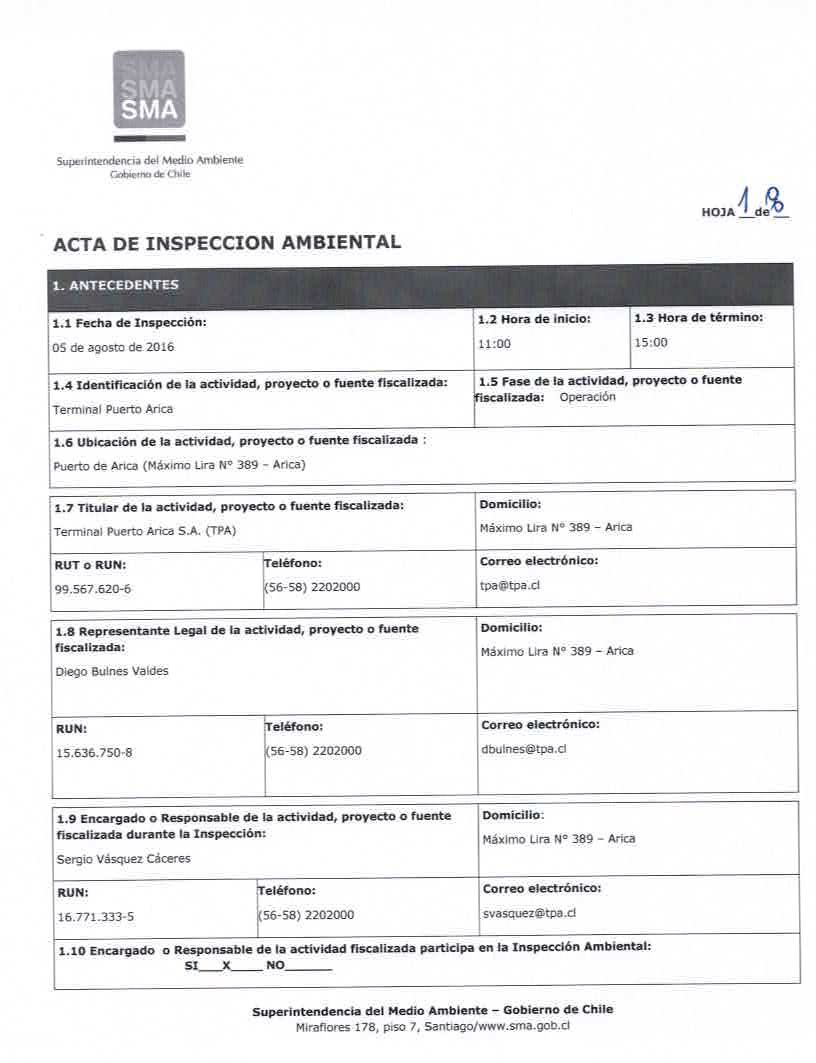 SMA
SMA
SMA
Superintendencia del Medio Ambiente
Gobierno de Chile
HOJA 1 de 8
ACTA DE INSPECCION AMBIENTAL
1. ANTECEDENTES
1.1 Fecha de Inspección:
05 de agosto de 2016
1.2 Hora de inicio:
11:00
1.3 Hora de término:
15:00
1.4 Identificación de la actividad, proyecto o fuente fiscalizada:
Terminal Puerto Arica
1.5 Fase de la actividad, proyecto o fuente
fiscalizada: Operación
1.6 Ubicación de la actividad, proyecto o fuente fiscalizada :
Puerto de Arica (Máximo Lira N° 389 – Arica)
1.7 Titular de la actividad, proyecto o fuente fiscalizada:
Terminal Puerto Arica S.A. (TPA)
Domicilio:
Máximo Lira N° 389 – Arica
RUT o RUN:
99.567.620-6
Teléfono:
(56-58) 2202000
Correo electrónico:
tpa@tpa.cl
1.8 Representante Legal de la actividad, proyecto o fuente
fiscalizada:
Diego Bulnes Valdes
Domicilio:
Máximo Lira N° 389 – Arica
RUN:
15.636.750-8
Teléfono:
(56-58) 2202000
Correo electrónico:
dbulnes@tpa.cl
1.9 Encargado o Responsable de la actividad, proyecto o fuente
fiscalizada durante la Inspección:
Sergio Vásquez Cáceres
Domicilio:
Máximo Lira N° 389 – Arica
RUN:
16.771.333-5
Teléfono:
(56-58) 2202000
Correo electrónico:
svasquez@tpa.cl
1.10 Encargado o Responsable de la actividad fiscalizada participa en la Inspección Ambiental:
SI___X_____ NO_______
Superintendencia del Medio Ambiente – Gobierno de Chile
Miraflores 178, piso 7, Santiago/www.sma.gob.cl